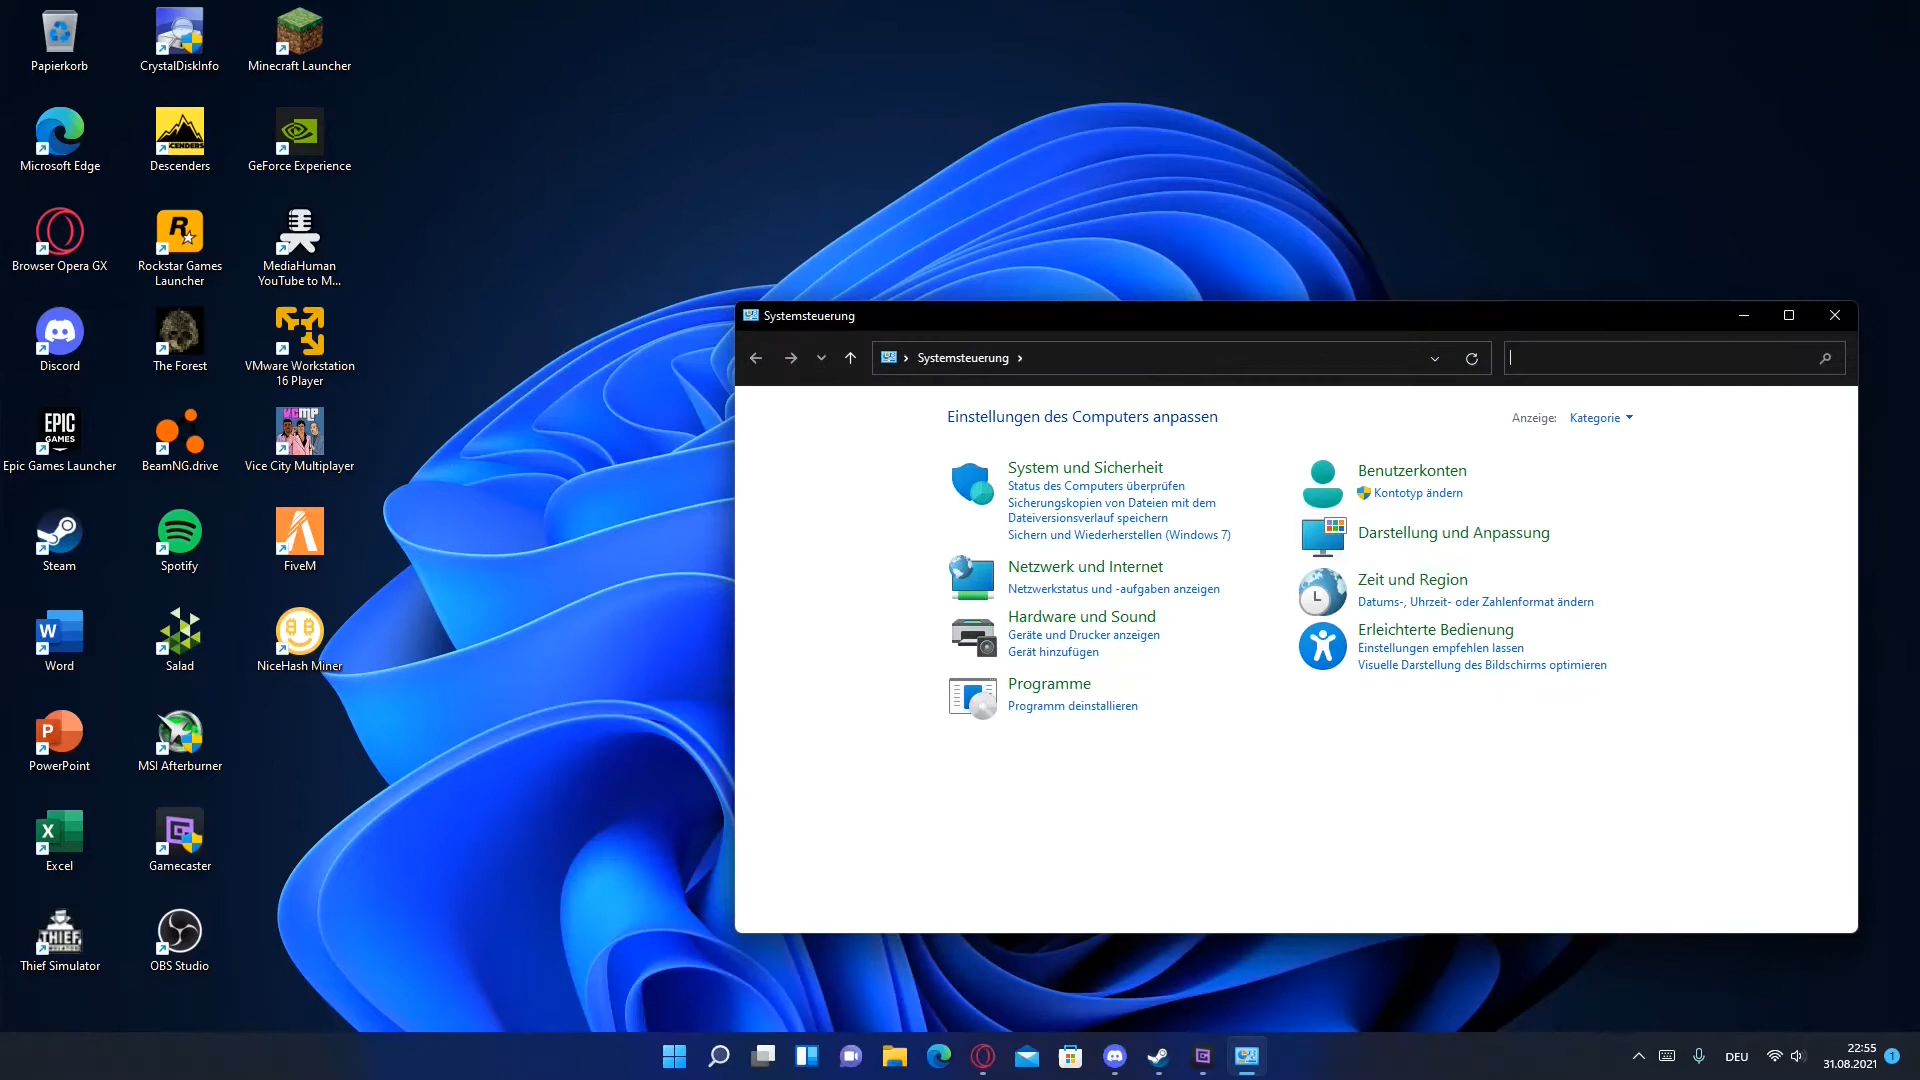 Papierkorb
CrystalDiskInfo
Minecraft Launcher
Microsoft Edge
DESCENDERS
Descenders
GeForce Experience
Browser Opera GX
R
Rockstar Games
Launcher
MediaHuman
YouTube to M...
Discord
The Forest
VMware Workstation
16 Player
EPIC
GAMES
Epic Games Launcher
BeamNG.drive
VCMP
Vice City Multiplayer
Steam
Spotify
FiveM
W
Word
Salad
NiceHash Miner
P
PowerPoint
MSI Afterburner
X
Excel
Gamecaster
THIEF
Thief Simulator
OBS Studio
Systemsteuerung
Systemsteuerung
Einstellungen des Computers anpassen
Anzeige: Kategorie
System und Sicherheit
Status des Computers überprüfen
Sicherungskopien von Dateien mit dem
Dateiversionsverlauf speichern
Sichern und Wiederherstellen (Windows 7)
Netzwerk und Internet
Netzwerkstatus und -aufgaben anzeigen
Hardware und Sound
Geräte und Drucker anzeigen
Gerät hinzufügen
Programme
Programm deinstallieren
Benutzerkonten
Kontotyp ändern
Darstellung und Anpassung
Zeit und Region
Datums-, Uhrzeit- oder Zahlenformat ändern
Erleichterte Bedienung
Einstellungen empfehlen lassen
Visuelle Darstellung des Bildschirms optimieren
DEU
22:55
31.08.2021
1